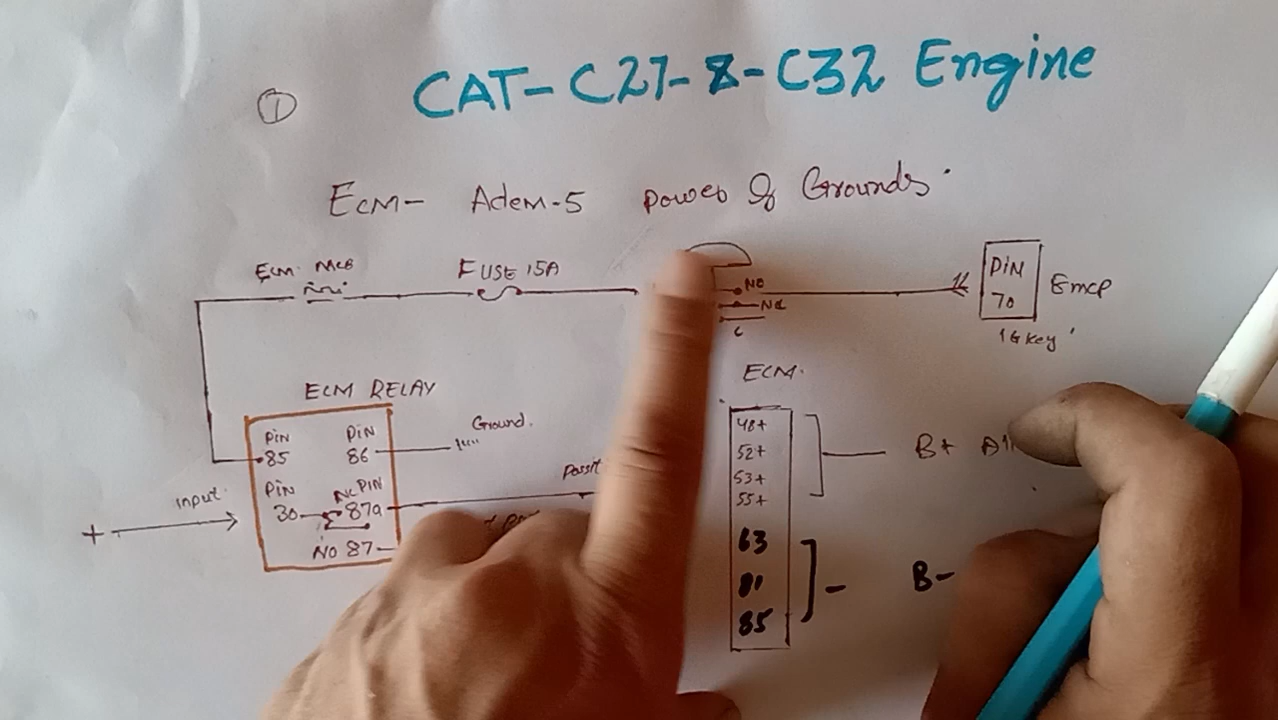 1
CAT-C27-&-C32 Engine
ECM- Adem-5 Power & Grounds.
ECM MCB
FUSE 15A
NO
NC
C
PIN
70
EMCP
IG Key
ECM RELAY
PIN
85
PIN
86
Ground.
PIN
30
NC PIN
87a
NO 87
Input
+
Posit
ECM.
48+
52+
53+
55+
63
81
85
B+
-
B-